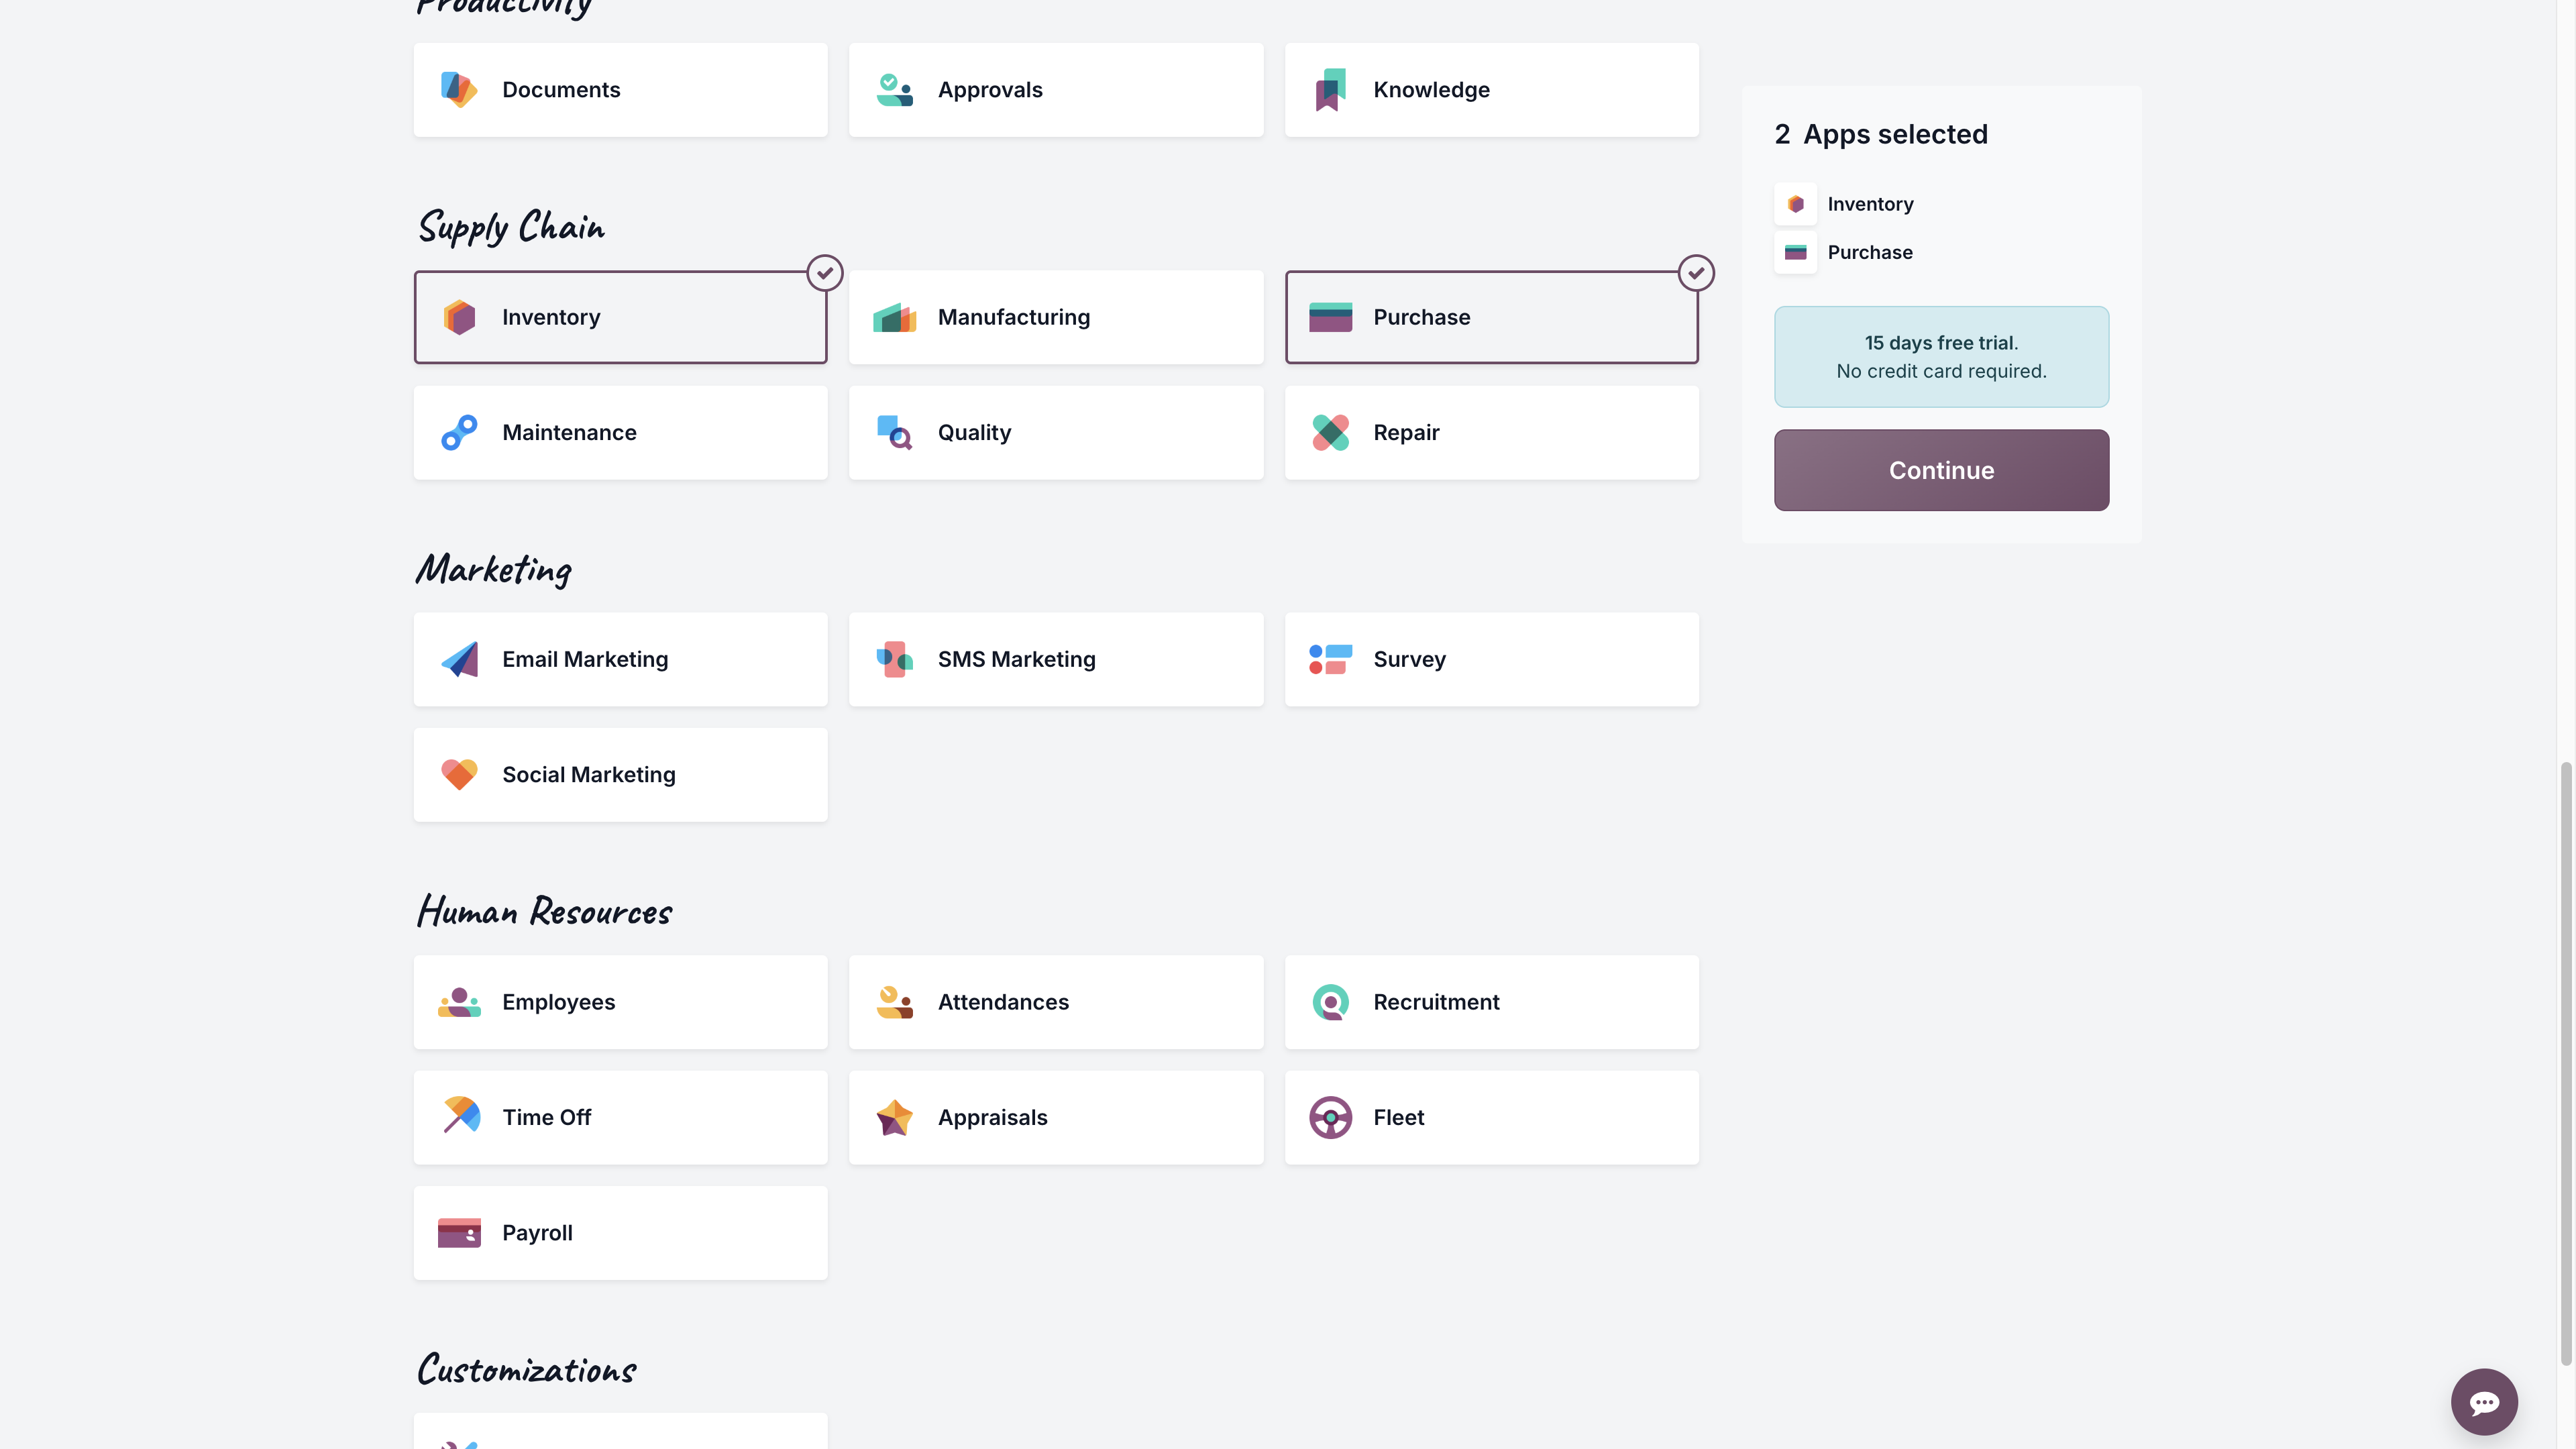 Productivity
Documents
Approvals
Knowledge
Supply Chain
Inventory
Manufacturing
Purchase
Maintenance
Quality
Repair
Marketing
Email Marketing
SMS Marketing
Survey
Social Marketing
Human Resources
Employees
Attendances
Recruitment
Time Off
Appraisals
Fleet
Payroll
Customizations
2 Apps selected
Inventory
Purchase
15 days free trial.
No credit card required.
Continue